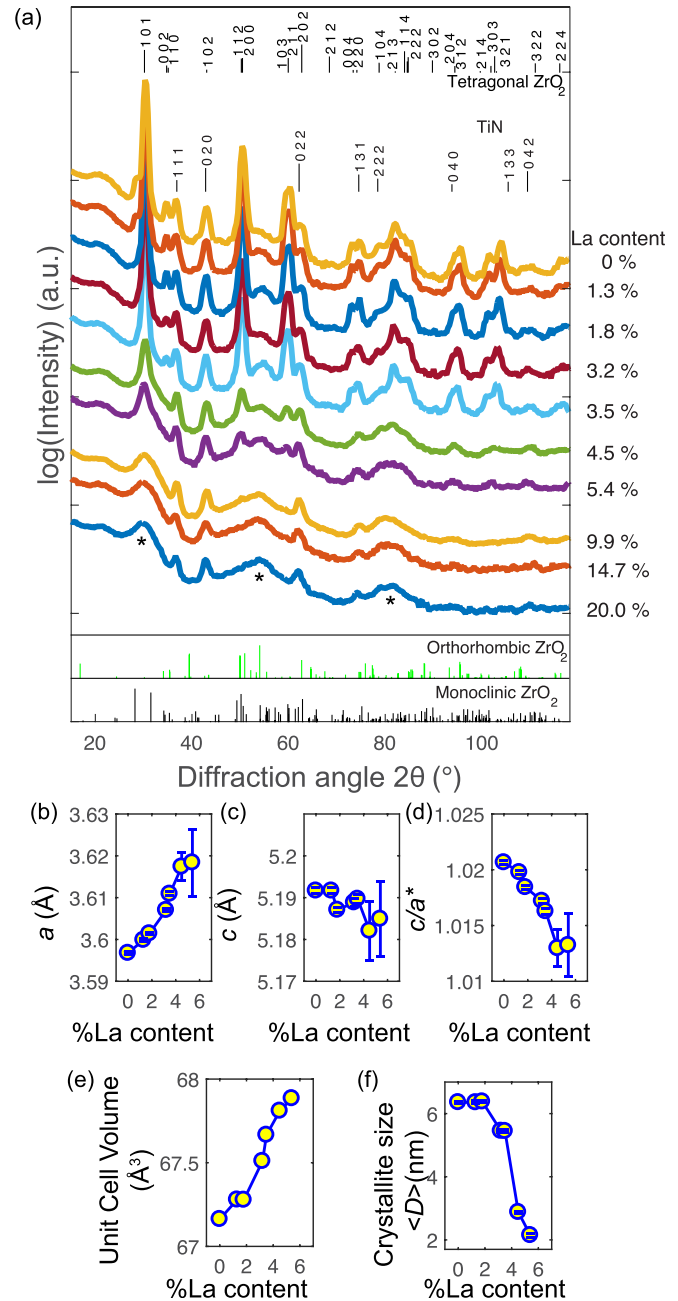 (a)
101
002
110
102
112
200
103
211
202
212
004
220
104
213
114
222
302
204
312
214
303
321
322
224
Tetragonal ZrO2
TiN
111
020
022
131
222
040
133
042
La content
0 %
1.3 %
1.8 %
3.2 %
3.5 %
4.5 %
5.4 %
9.9 %
14.7 %
20.0 %
log(Intensity) (a.u.)
* * *
Orthorhombic ZrO2
Monoclinic ZrO2
20 40 60 80 100
Diffraction angle 2θ (°)
(b)
3.63
3.62
3.61
3.6
3.59
a (Å)
0 2 4 6
%La content
(c)
5.2
5.19
5.18
5.17
c (Å)
0 2 4 6
%La content
(d)
1.025
1.02
1.015
1.01
c/a*
0 2 4 6
%La content
(e)
68
67.5
67
Unit Cell Volume
(Å3)
0 2 4 6
%La content
(f)
6
4
2
Crystallite size
<D>(nm)
0 2 4 6
%La content